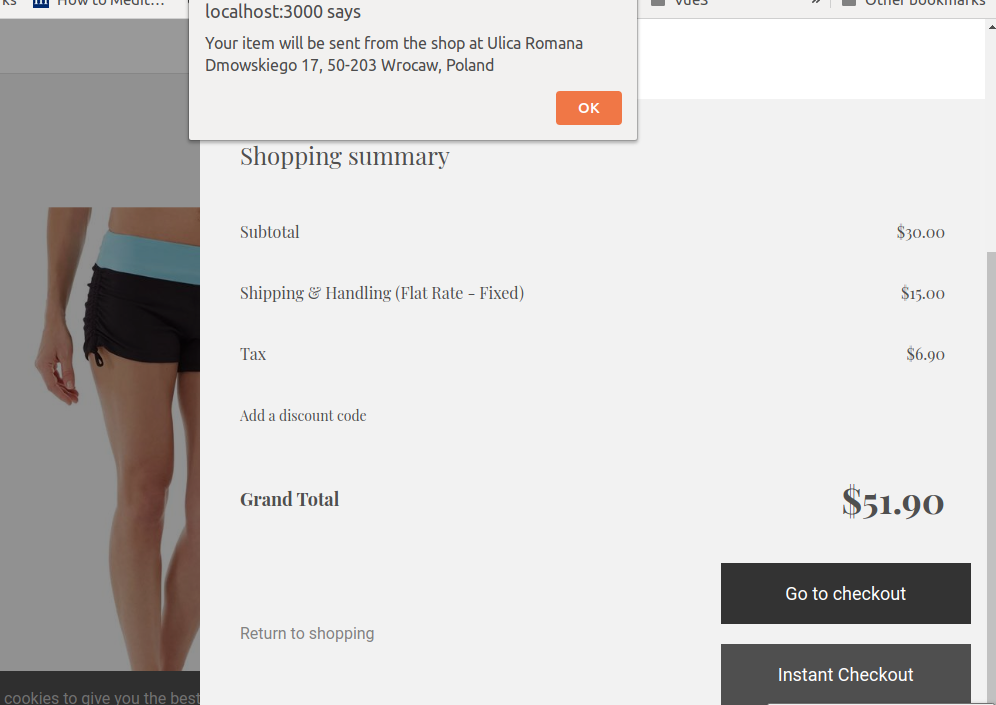 ks
m How to Medit...
Vue3
»
Other bookmarks
localhost:3000 says
Your item will be sent from the shop at Ulica Romana
Dmowskiego 17, 50-203 Wrocaw, Poland
OK
Shopping summary
Subtotal
$30.00
Shipping & Handling (Flat Rate - Fixed)
$15.00
Tax
$6.90
Add a discount code
Grand Total
$51.90
Go to checkout
Return to shopping
Instant Checkout
cookies to give you the best